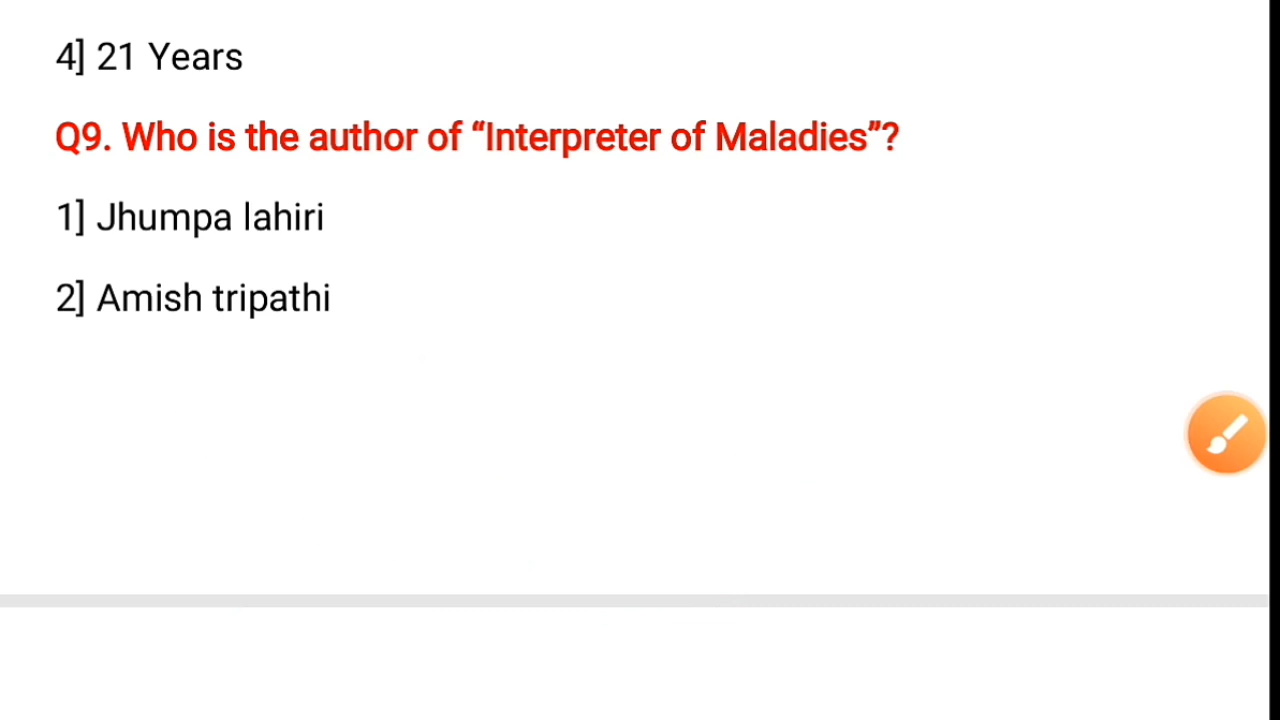 4] 21 Years
Q9. Who is the author of “Interpreter of Maladies”?
1] Jhumpa lahiri
2] Amish tripathi